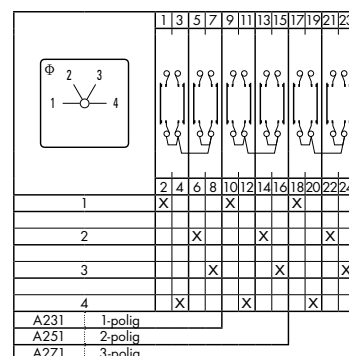 1 3 5 7 9 11 13 15 17 19 21 23
Φ 2 3
1 4
2 4 6 8 10 12 14 16 18 20 22 24
1 X X X
2 X X X
3 X X X
4 X X X
A231 1-polig
A251 2-polig
A271 3-polig